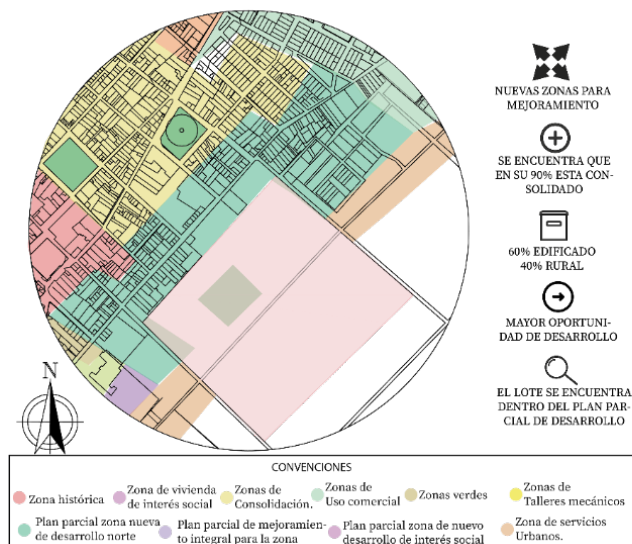 NUEVAS ZONAS PARA
MEJORAMIENTO
SE ENCUENTRA QUE
EN SU 90% ESTA CON-
SOLIDADO
60% EDIFICADO
40% RURAL
MAYOR OPORTUNI-
DAD DE DESARROLLO
EL LOTE SE ENCUENTRA
DENTRO DEL PLAN PAR-
CIAL DE DESARROLLO
N
CONVENCIONES
Zona histórica
Zona de vivienda
de interés social
Zonas de
Consolidación.
Zonas de
Uso comercial
Zonas verdes
Zonas de
Talleres mecánicos
Plan parcial zona nueva
de desarrollo norte
Plan parcial de mejoramien-
to integral para la zona
Plan parcial zona de nuevo
desarrollo de interés social
Zona de servicios
Urbanos.